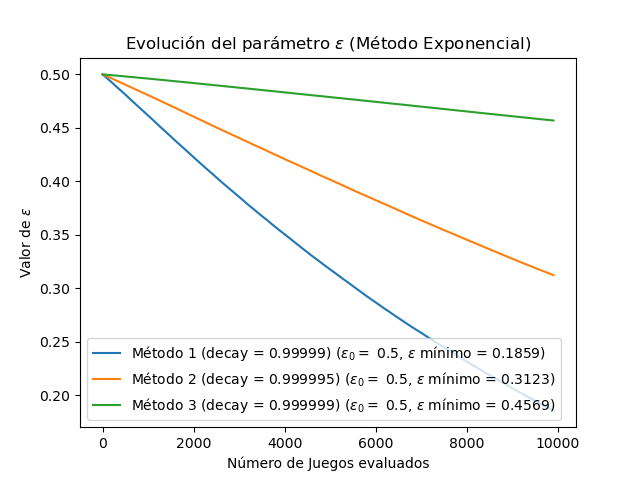 Evolución del parámetro ε (Método Exponencial)
0.50
0.45
0.40
0.35
0.30
0.25
0.20
Valor de ε
Método 1 (decay = 0.99999) (ε₀ = 0.5, ε mínimo = 0.1859)
Método 2 (decay = 0.999995) (ε₀ = 0.5, ε mínimo = 0.3123)
Método 3 (decay = 0.999999) (ε₀ = 0.5, ε mínimo = 0.4569)
0 2000 4000 6000 8000 10000
Número de Juegos evaluados